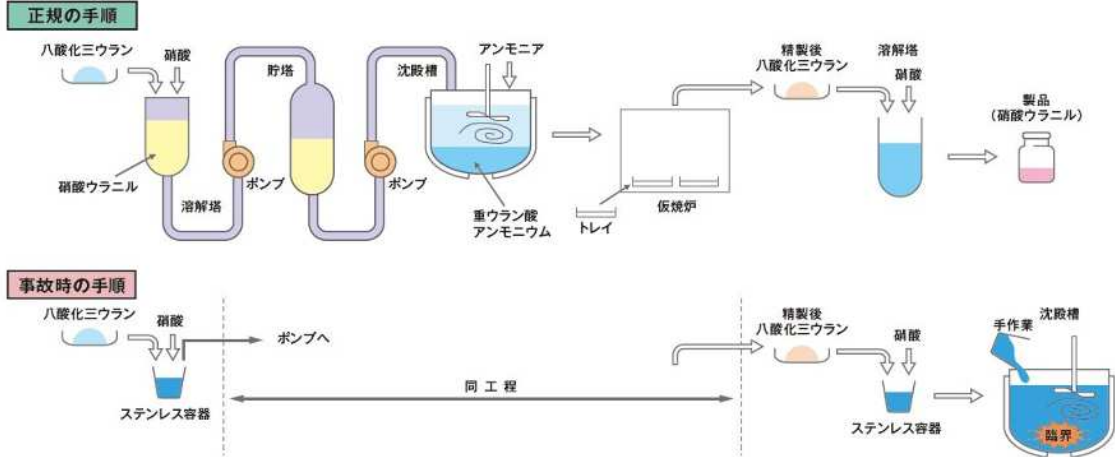 正規の手順
八酸化三ウラン
硝酸
貯塔
沈殿槽
アンモニア
精製後
八酸化三ウラン
溶解塔
硝酸
製品
(硝酸ウラニル)
硝酸ウラニル
溶解塔
ポンプ
ポンプ
重ウラン酸
アンモニウム
トレイ
仮焼炉
事故時の手順
八酸化三ウラン
硝酸
ポンプへ
ステンレス容器
同工程
精製後
八酸化三ウラン
硝酸
ステンレス容器
手作業
沈殿槽
臨界